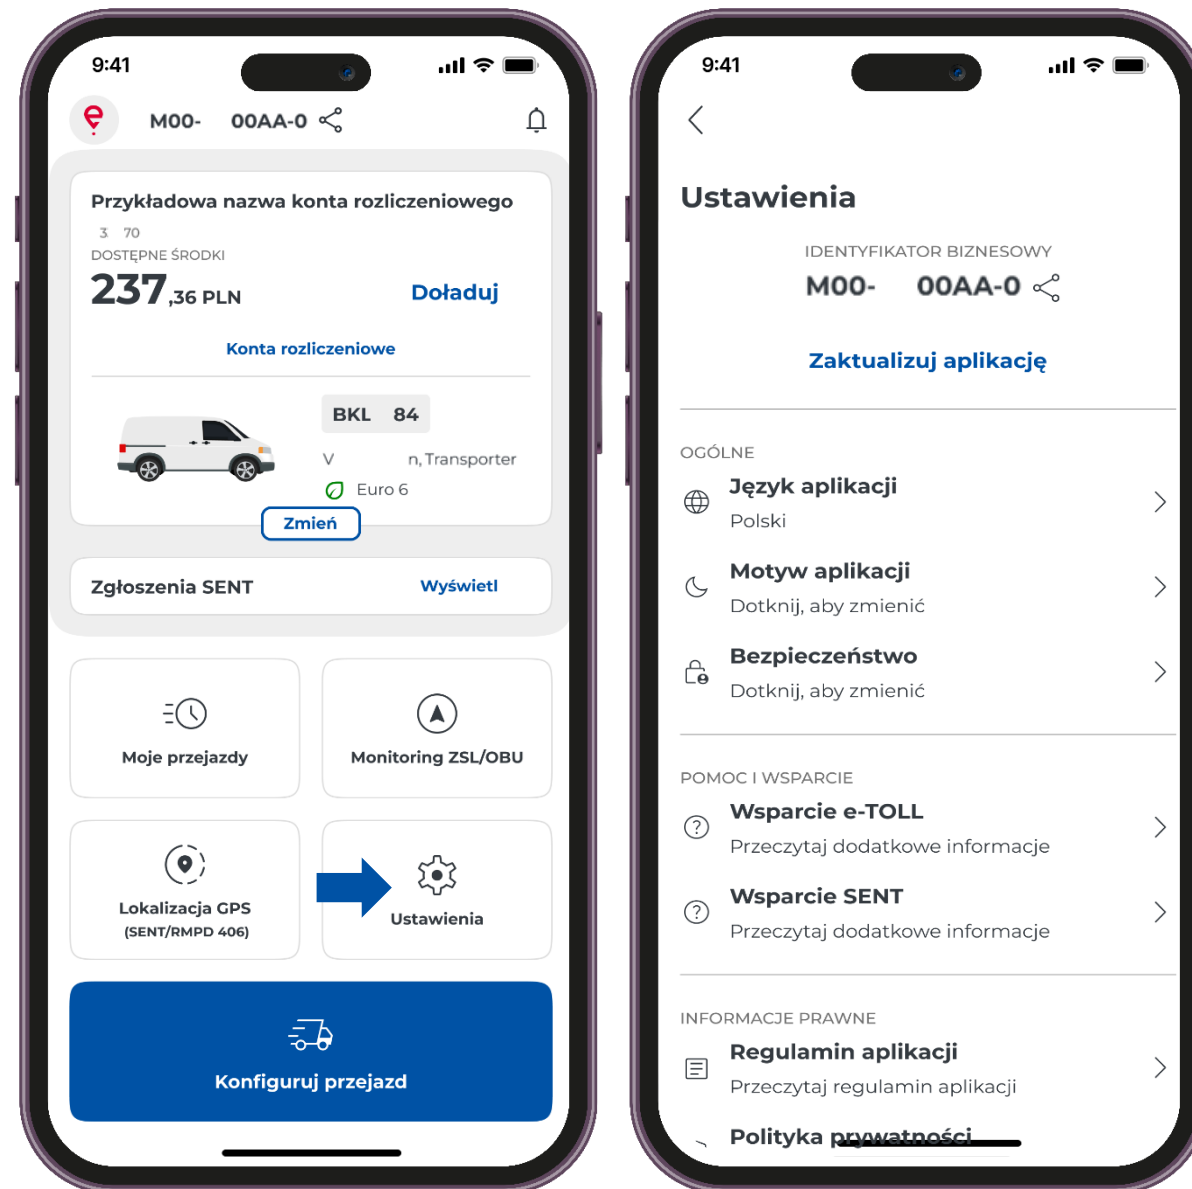 9:41
M00- 00AA-0
Przykładowa nazwa konta rozliczeniowego
3 70
DOSTĘPNE ŚRODKI
237,36 PLN
Doładuj
Konta rozliczeniowe
BKL 84
V n, Transporter
Euro 6
Zmień
Zgłoszenia SENT
Wyświetl
Moje przejazdy
Monitoring ZSL/OBU
Lokalizacja GPS
(SENT/RMPD 406)
Ustawienia
Konfiguruj przejazd
9:41
Ustawienia
IDENTYFIKATOR BIZNESOWY
M00- 00AA-0
Zaktualizuj aplikację
OGÓLNE
Język aplikacji
Polski
Motyw aplikacji
Dotknij, aby zmienić
Bezpieczeństwo
Dotknij, aby zmienić
POMOC I WSPARCIE
Wsparcie e-TOLL
Przeczytaj dodatkowe informacje
Wsparcie SENT
Przeczytaj dodatkowe informacje
INFORMACJE PRAWNE
Regulamin aplikacji
Przeczytaj regulamin aplikacji
Polityka prywatności